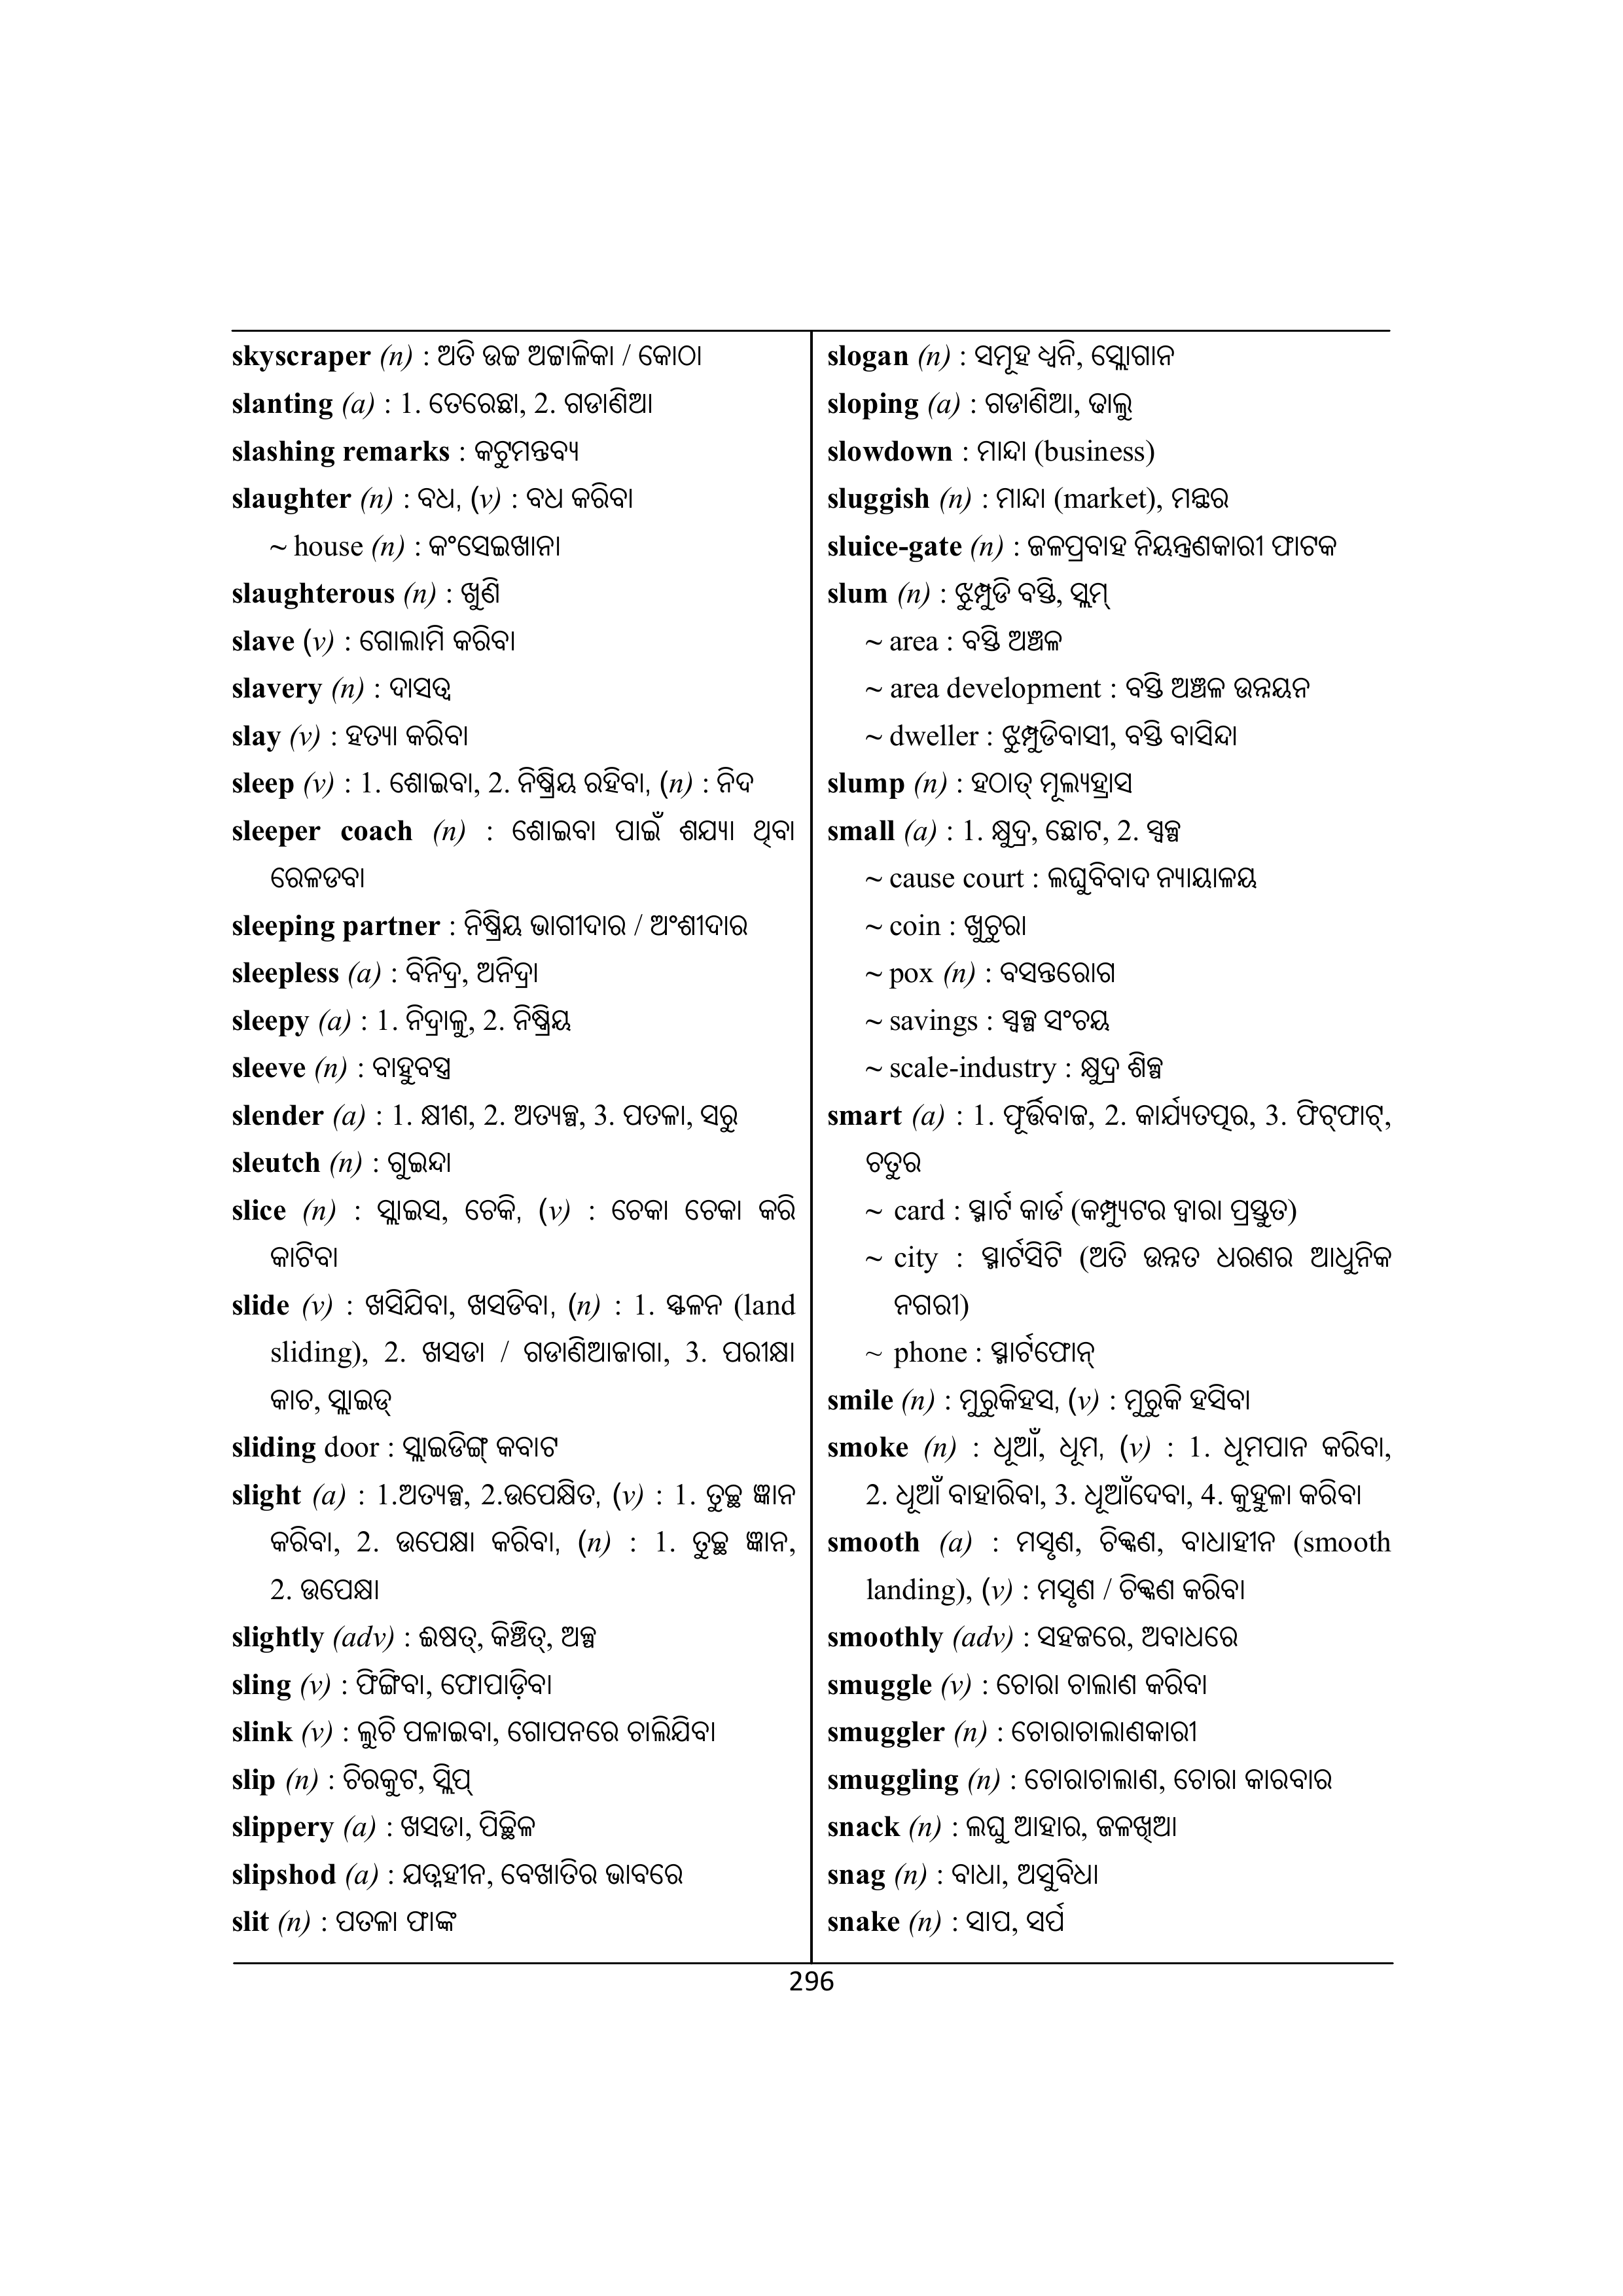 skyscraper (n) : ଅତି ଉଚ୍ଚ ଅଟ୍ଟାଳିକା / କୋଠା
slanting (a) : 1. ତେରେଛା, 2. ଗଡାଣିଆ
slashing remarks : କଟୁମନ୍ତବ୍ୟ
slaughter (n) : ବଧ, (v) : ବଧ କରିବା
~ house (n) : କଂସେଇଖାନା
slaughterous (n) : ଖୁଣି
slave (v) : ଗୋଲାମି କରିବା
slavery (n) : ଦାସତ୍ୱ
slay (v) : ହତ୍ୟା କରିବା
sleep (v) : 1. ଶୋଇବା, 2. ନିଷ୍କ୍ରିୟ ରହିବା, (n) : ନିଦ
sleeper coach (n) : ଶୋଇବା ପାଇଁ ଶଯ୍ୟା ଥିବା
ରେଳଡବା
sleeping partner : ନିଷ୍କ୍ରିୟ ଭାଗୀଦାର / ଅଂଶୀଦାର
sleepless (a) : ବିନିଦ୍ର, ଅନିଦ୍ରା
sleepy (a) : 1. ନିଦ୍ରାଳୁ, 2. ନିଷ୍କ୍ରିୟ
sleeve (n) : ବାହୁବସ୍ତ୍ର
slender (a) : 1. କ୍ଷୀଣ, 2. ଅତ୍ୟଳ୍ପ, 3. ପତଳା, ସରୁ
sleutch (n) : ଗୁଇନ୍ଦା
slice (n) : ସ୍ଲାଇସ, ଚେକି, (v) : ଚେକା ଚେକା କରି
କାଟିବା
slide (v) : ଖସିଯିବା, ଖସଡିବା, (n) : 1. ସ୍ଖଳନ (land
sliding), 2. ଖସଡା / ଗଡାଣିଆଜାଗା, 3. ପରୀକ୍ଷା
କାଚ, ସ୍ଲାଇଡ୍
sliding door : ସ୍ଲାଇଡିଙ୍ଗ୍ କବାଟ
slight (a) : 1.ଅତ୍ୟଳ୍ପ, 2.ଉପେକ୍ଷିତ, (v) : 1. ତୁଚ୍ଛ ଜ୍ଞାନ
କରିବା, 2. ଉପେକ୍ଷା କରିବା, (n) : 1. ତୁଚ୍ଛ ଜ୍ଞାନ,
2. ଉପେକ୍ଷା
slightly (adv) : ଈଷତ୍, କିଞ୍ଚିତ୍, ଅଳ୍ପ
sling (v) : ଫିଙ୍ଗିବା, ଫୋପାଡ଼ିବା
slink (v) : ଲୁଚି ପଳାଇବା, ଗୋପନରେ ଚାଲିଯିବା
slip (n) : ଚିରକୁଟ, ସ୍ଲିପ୍
slippery (a) : ଖସଡା, ପିଚ୍ଛିଳ
slipshod (a) : ଯତ୍ନହୀନ, ବେଖାତିର ଭାବରେ
slit (n) : ପତଳା ଫାଙ୍କ
slogan (n) : ସମୂହ ଧ୍ୱନି, ସ୍ଲୋଗାନ
sloping (a) : ଗଡାଣିଆ, ଢାଲୁ
slowdown : ମାନ୍ଦା (business)
sluggish (n) : ମାନ୍ଦା (market), ମନ୍ଥର
sluice-gate (n) : ଜଳପ୍ରବାହ ନିୟନ୍ତ୍ରଣକାରୀ ଫାଟକ
slum (n) : ଝୁମ୍ପୁଡି ବସ୍ତି, ସ୍ଲମ୍
~ area : ବସ୍ତି ଅଞ୍ଚଳ
~ area development : ବସ୍ତି ଅଞ୍ଚଳ ଉନ୍ନୟନ
~ dweller : ଝୁମ୍ପୁଡିବାସୀ, ବସ୍ତି ବାସିନ୍ଦା
slump (n) : ହଠାତ୍ ମୂଲ୍ୟହ୍ରାସ
small (a) : 1. କ୍ଷୁଦ୍ର, ଛୋଟ, 2. ସ୍ୱଳ୍ପ
~ cause court : ଲଘୁବିବାଦ ନ୍ୟାୟାଳୟ
~ coin : ଖୁଚୁରା
~ pox (n) : ବସନ୍ତରୋଗ
~ savings : ସ୍ୱଳ୍ପ ସଂଚୟ
~ scale-industry : କ୍ଷୁଦ୍ର ଶିଳ୍ପ
smart (a) : 1. ଫୂର୍ତ୍ତିବାଜ, 2. କାର୍ଯ୍ୟତତ୍ପର, 3. ଫିଟ୍‌ଫାଟ୍,
ଚତୁର
~ card : ସ୍ମାର୍ଟ କାର୍ଡ (କମ୍ପ୍ୟୁଟର ଦ୍ୱାରା ପ୍ରସ୍ତୁତ)
~ city : ସ୍ମାର୍ଟସିଟି (ଅତି ଉନ୍ନତ ଧରଣର ଆଧୁନିକ
ନଗରୀ)
~ phone : ସ୍ମାର୍ଟଫୋନ୍
smile (n) : ମୁରୁକିହସ, (v) : ମୁରୁକି ହସିବା
smoke (n) : ଧୂଆଁ, ଧୂମ, (v) : 1. ଧୂମପାନ କରିବା,
2. ଧୂଆଁ ବାହାରିବା, 3. ଧୂଆଁଦେବା, 4. କୁହୁଳା କରିବା
smooth (a) : ମସୃଣ, ଚିକ୍କଣ, ବାଧାହୀନ (smooth
landing), (v) : ମସୃଣ / ଚିକ୍କଣ କରିବା
smoothly (adv) : ସହଜରେ, ଅବାଧରେ
smuggle (v) : ଚୋରା ଚାଲାଣ କରିବା
smuggler (n) : ଚୋରାଚାଲାଣକାରୀ
smuggling (n) : ଚୋରାଚାଲାଣ, ଚୋରା କାରବାର
snack (n) : ଲଘୁ ଆହାର, ଜଳଖିଆ
snag (n) : ବାଧା, ଅସୁବିଧା
snake (n) : ସାପ, ସର୍ପ
296